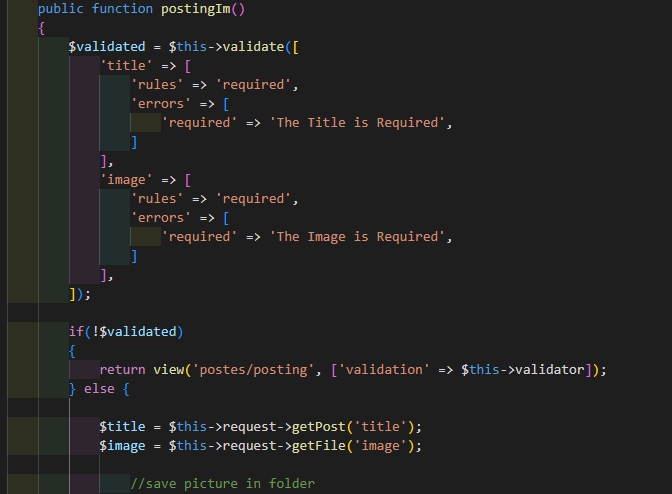 public function postingIm()
{
$validated = $this->validate([
'title' => [
'rules' => 'required',
'errors' => [
'required' => 'The Title is Required',
]
],
'image' => [
'rules' => 'required',
'errors' => [
'required' => 'The Image is Required',
]
],
]);
if(!$validated)
{
return view('postes/posting', ['validation' => $this->validator]);
} else {
$title = $this->request->getPost('title');
$image = $this->request->getFile('image');
//save picture in folder